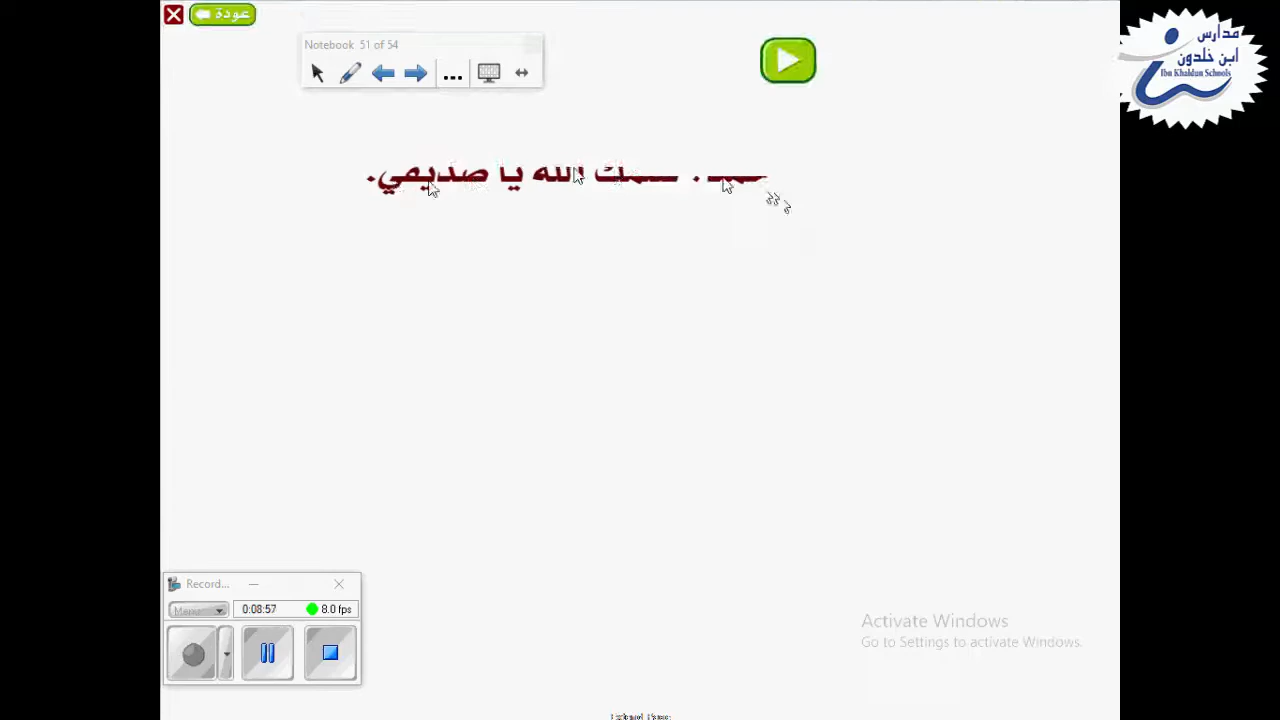 عودة
Notebook 51 of 54
مدارس
ابن خلدون
Ibn Khaldun Schools
الله يا صديقي.
Record...
Menu
0:08:57
8.0 fps
Activate Windows
Go to Settings to activate Windows.